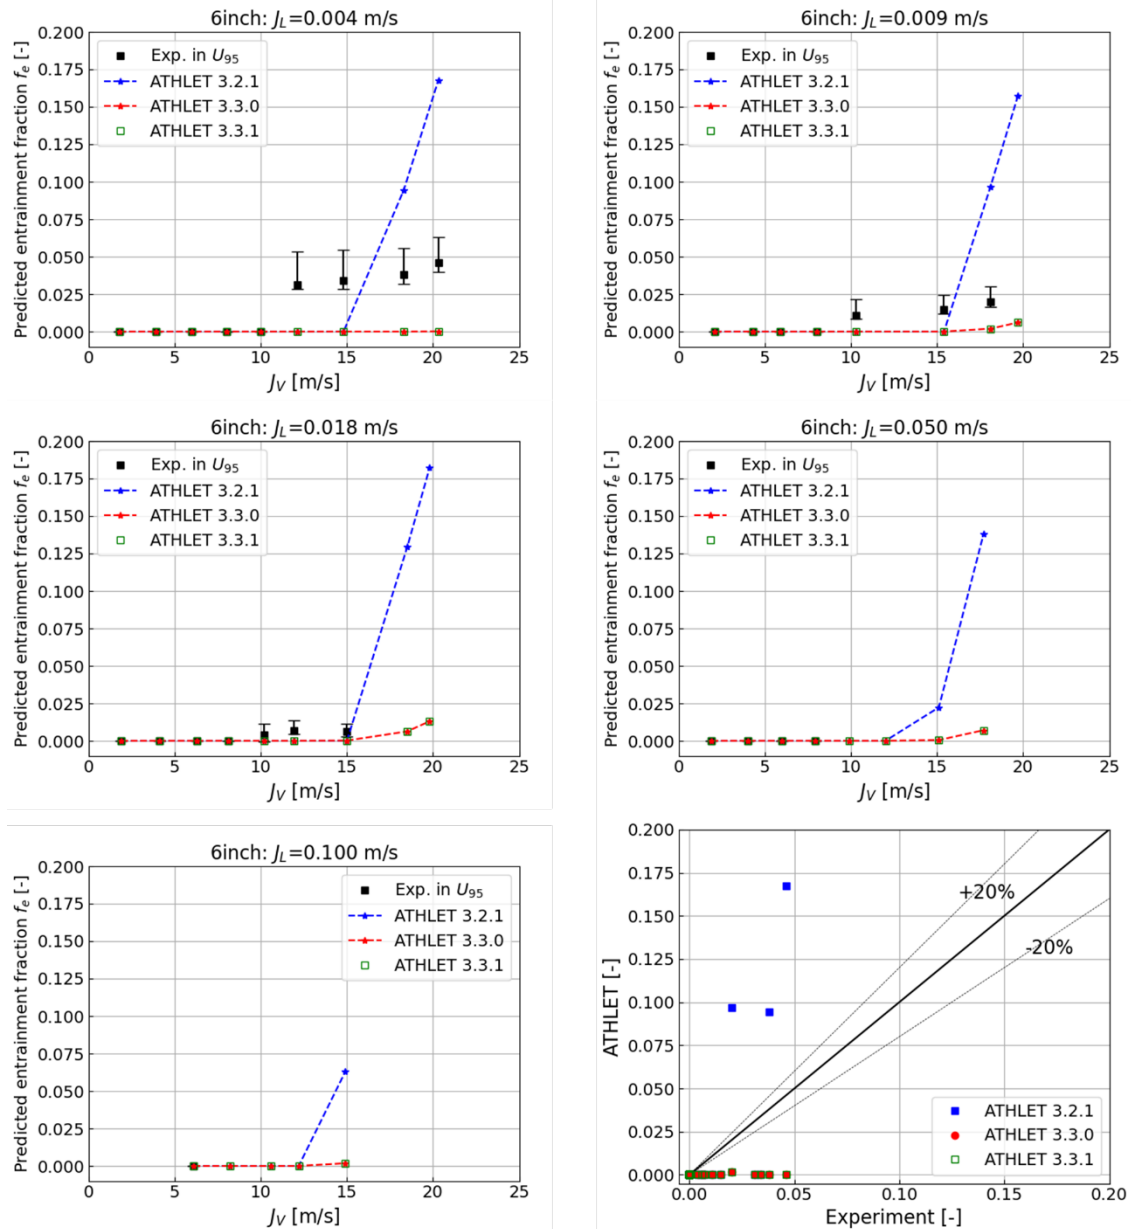 6inch: J_L=0.004 m/s
Predicted entrainment fraction f_e [-]
0.200
0.175
0.150
0.125
0.100
0.075
0.050
0.025
0.000
Exp. in U_95
ATHLET 3.2.1
ATHLET 3.3.0
ATHLET 3.3.1
0 5 10 15 20 25
J_V [m/s]
6inch: J_L=0.009 m/s
Predicted entrainment fraction f_e [-]
0.200
0.175
0.150
0.125
0.100
0.075
0.050
0.025
0.000
Exp. in U_95
ATHLET 3.2.1
ATHLET 3.3.0
ATHLET 3.3.1
0 5 10 15 20 25
J_V [m/s]
6inch: J_L=0.018 m/s
Predicted entrainment fraction f_e [-]
0.200
0.175
0.150
0.125
0.100
0.075
0.050
0.025
0.000
Exp. in U_95
ATHLET 3.2.1
ATHLET 3.3.0
ATHLET 3.3.1
0 5 10 15 20 25
J_V [m/s]
6inch: J_L=0.050 m/s
Predicted entrainment fraction f_e [-]
0.200
0.175
0.150
0.125
0.100
0.075
0.050
0.025
0.000
Exp. in U_95
ATHLET 3.2.1
ATHLET 3.3.0
ATHLET 3.3.1
0 5 10 15 20 25
J_V [m/s]
6inch: J_L=0.100 m/s
Predicted entrainment fraction f_e [-]
0.200
0.175
0.150
0.125
0.100
0.075
0.050
0.025
0.000
Exp. in U_95
ATHLET 3.2.1
ATHLET 3.3.0
ATHLET 3.3.1
0 5 10 15 20 25
J_V [m/s]
ATHLET [-]
0.200
0.175
0.150
0.125
0.100
0.075
0.050
0.025
0.000
+20%
-20%
ATHLET 3.2.1
ATHLET 3.3.0
ATHLET 3.3.1
0.00 0.05 0.10 0.15 0.20
Experiment [-]